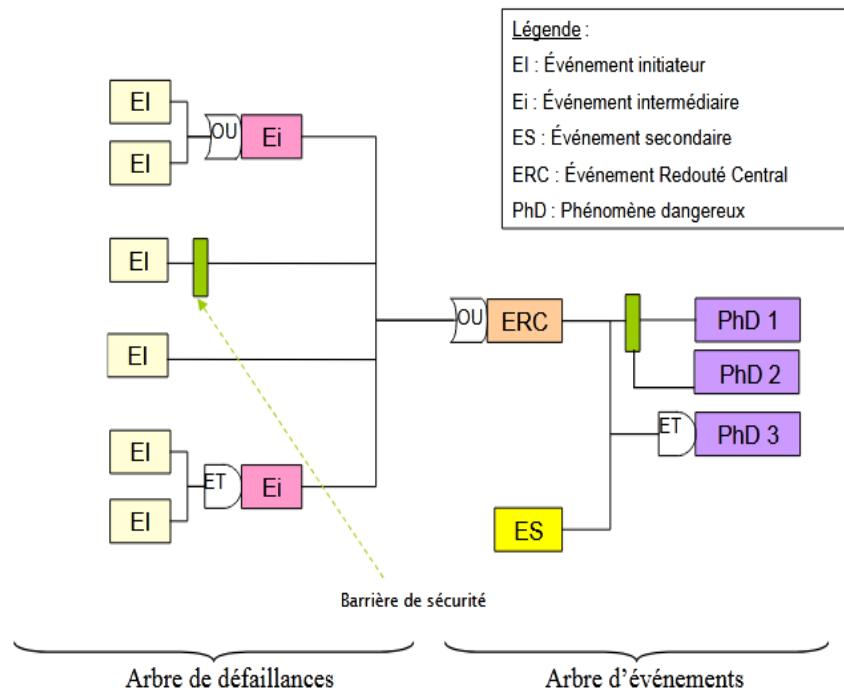 Légende :
EI : Événement initiateur
Ei : Événement intermédiaire
ES : Événement secondaire
ERC : Événement Redouté Central
PhD : Phénomène dangereux
EI
EI
OU
Ei
EI
EI
EI
EI
ET
Ei
OU
ERC
PhD 1
PhD 2
ET
PhD 3
ES
Barrière de sécurité
Arbre de défaillances
Arbre d’événements